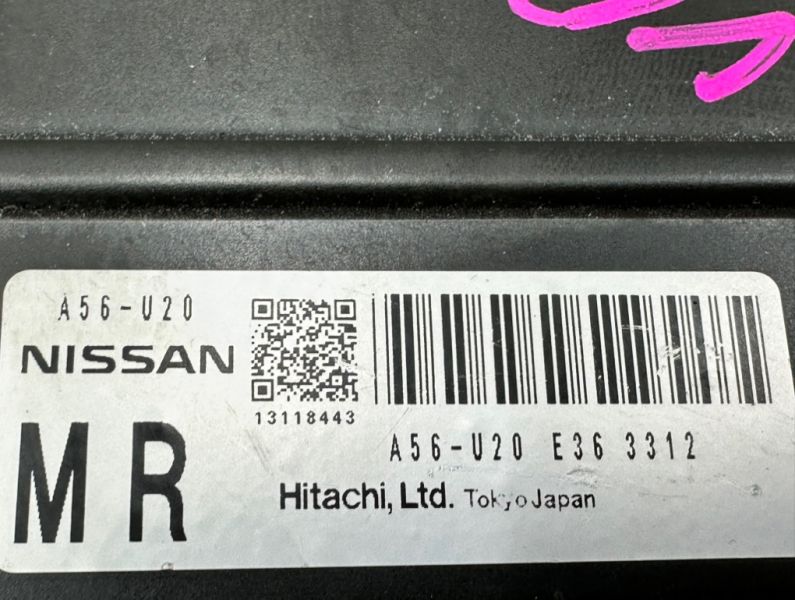 A56-U20
NISSAN
13118443
MR
A56-U20 E36 3312
Hitachi, Ltd. Tokyo Japan